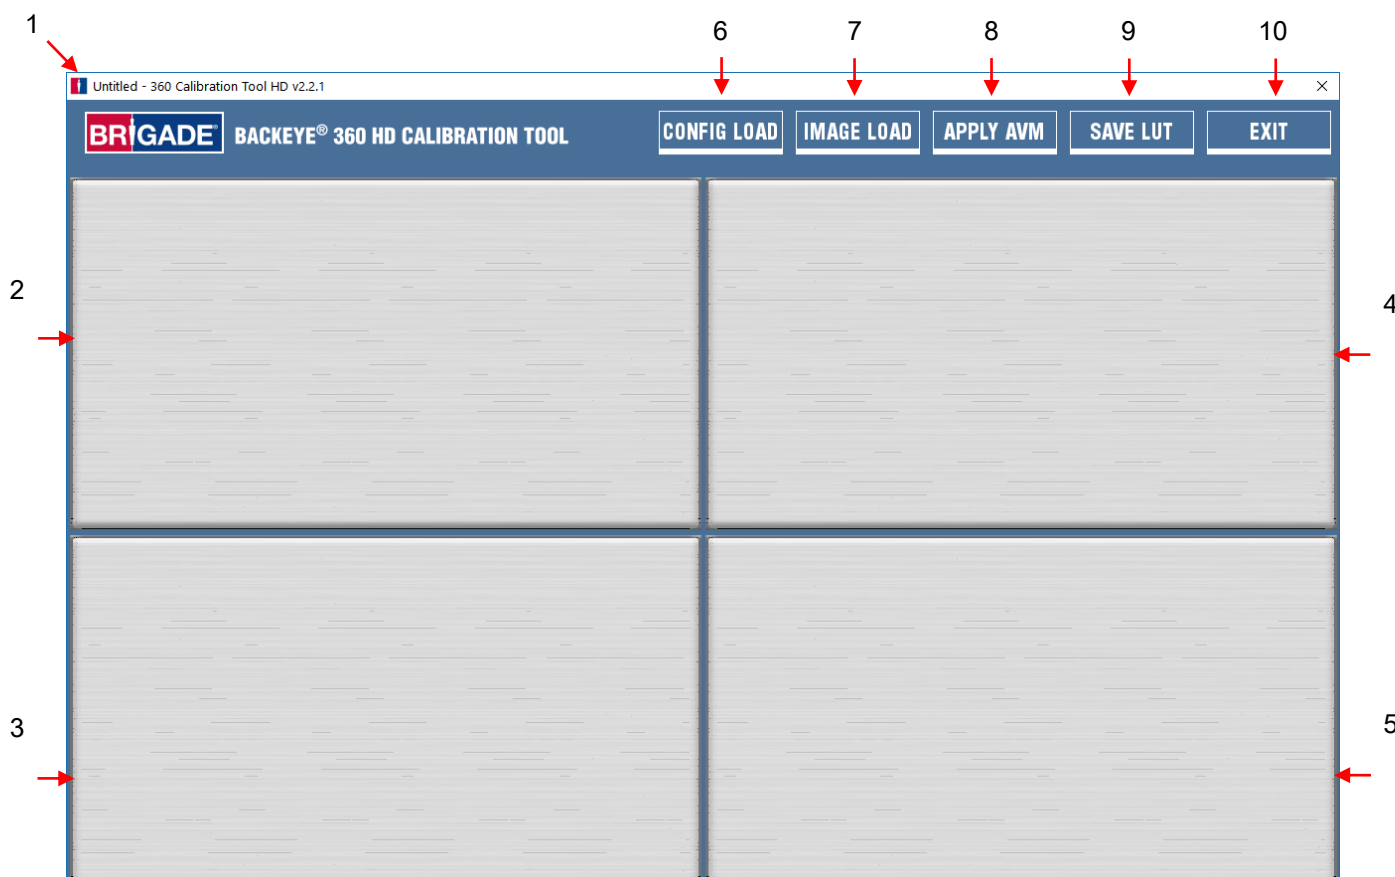 1
6
7
8
9
10
Untitled - 360 Calibration Tool HD v2.2.1
BRIGADE®
BACKEYE® 360 HD CALIBRATION TOOL
CONFIG LOAD
IMAGE LOAD
APPLY AVM
SAVE LUT
EXIT
2
4
3
5